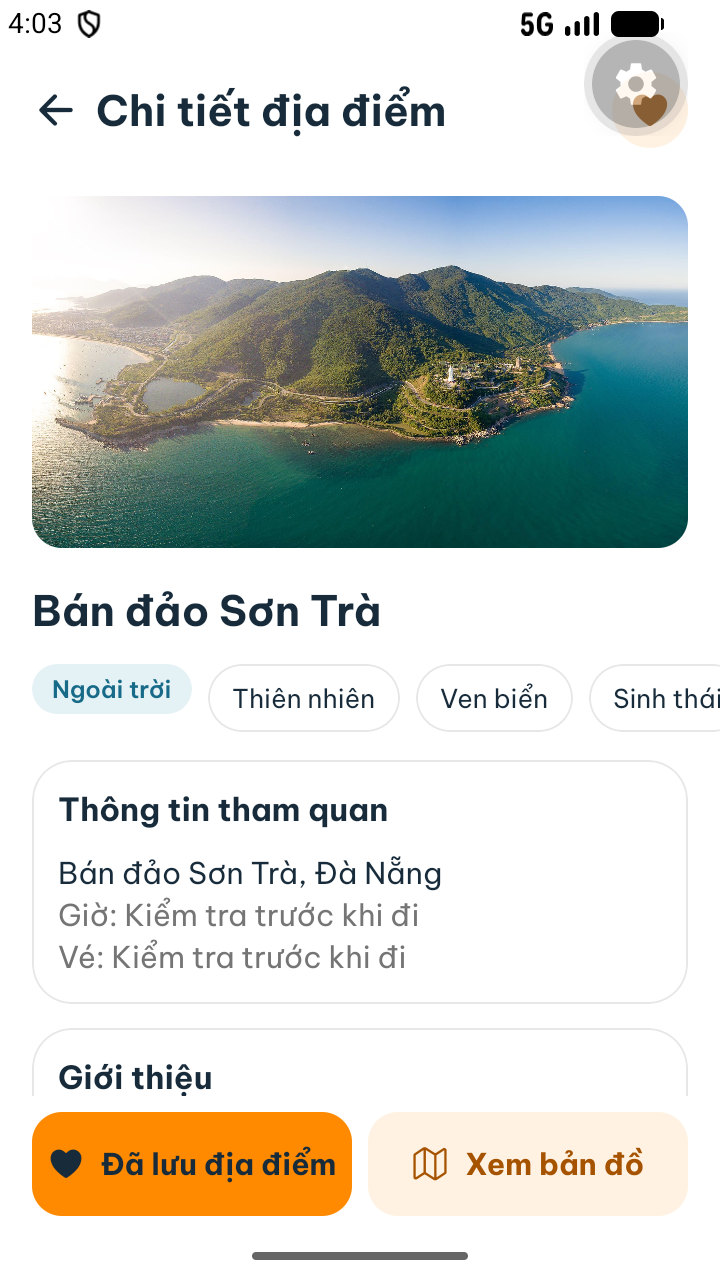 4:03
5G
Chi tiết địa điểm
Bán đảo Sơn Trà
Ngoài trời
Thiên nhiên
Ven biển
Sinh thái
Thông tin tham quan
Bán đảo Sơn Trà, Đà Nẵng
Giờ: Kiểm tra trước khi đi
Vé: Kiểm tra trước khi đi
Giới thiệu
Đã lưu địa điểm
Xem bản đồ